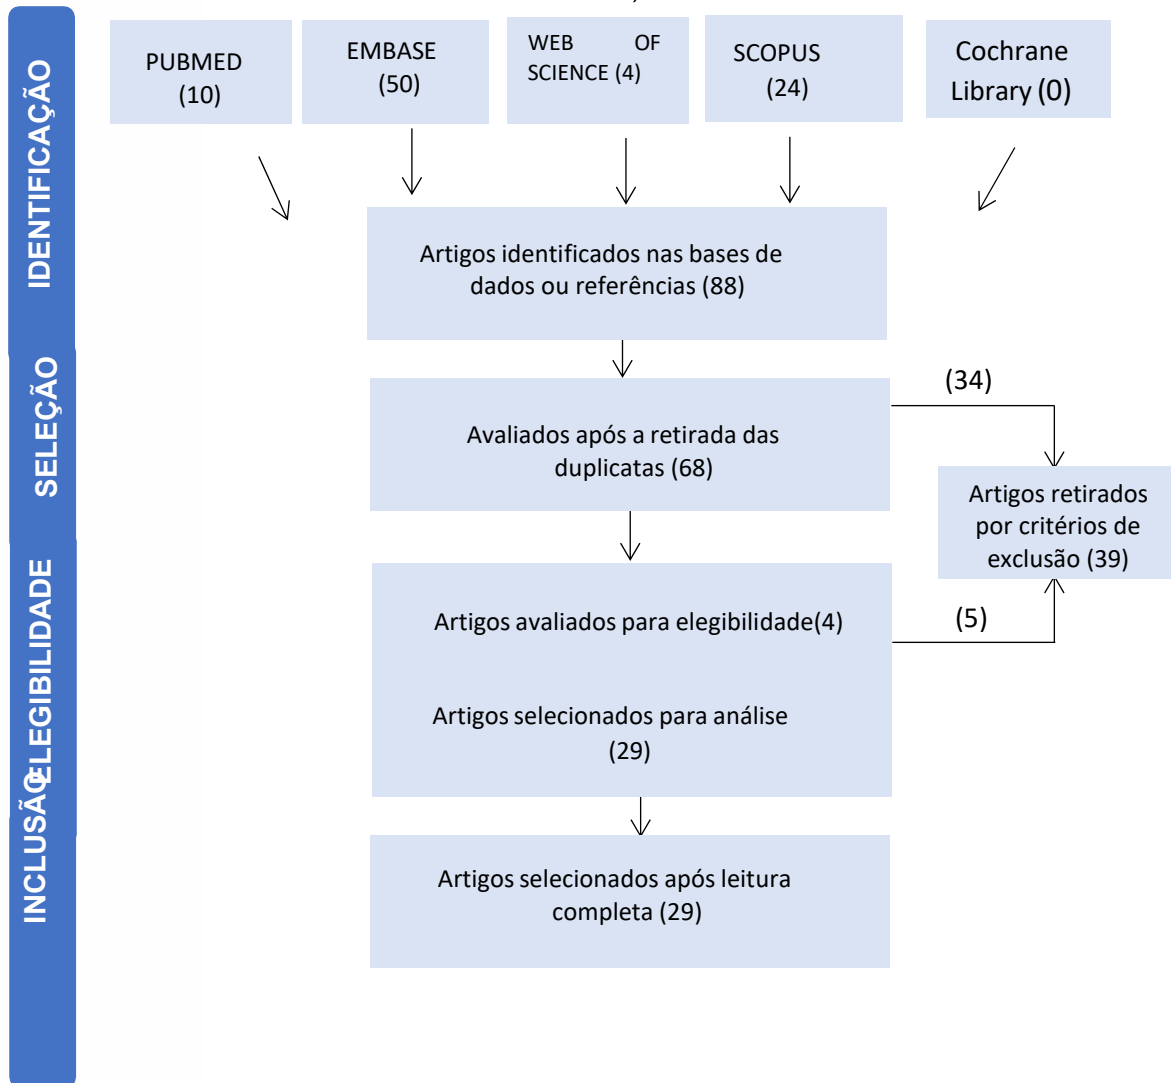 IDENTIFICAÇÃO
PUBMED
(10)
EMBASE
(50)
WEB OF
SCIENCE (4)
SCOPUS
(24)
Cochrane
Library (0)
Artigos identificados nas bases de
dados ou referências (88)
SELEÇÃO
Avaliados após a retirada das
duplicatas (68)
(34)
Artigos retirados
por critérios de
exclusão (39)
ELEGIBILIDADE
Artigos avaliados para elegibilidade(4)
(5)
Artigos selecionados para análise
(29)
INCLUSÃO
Artigos selecionados após leitura
completa (29)